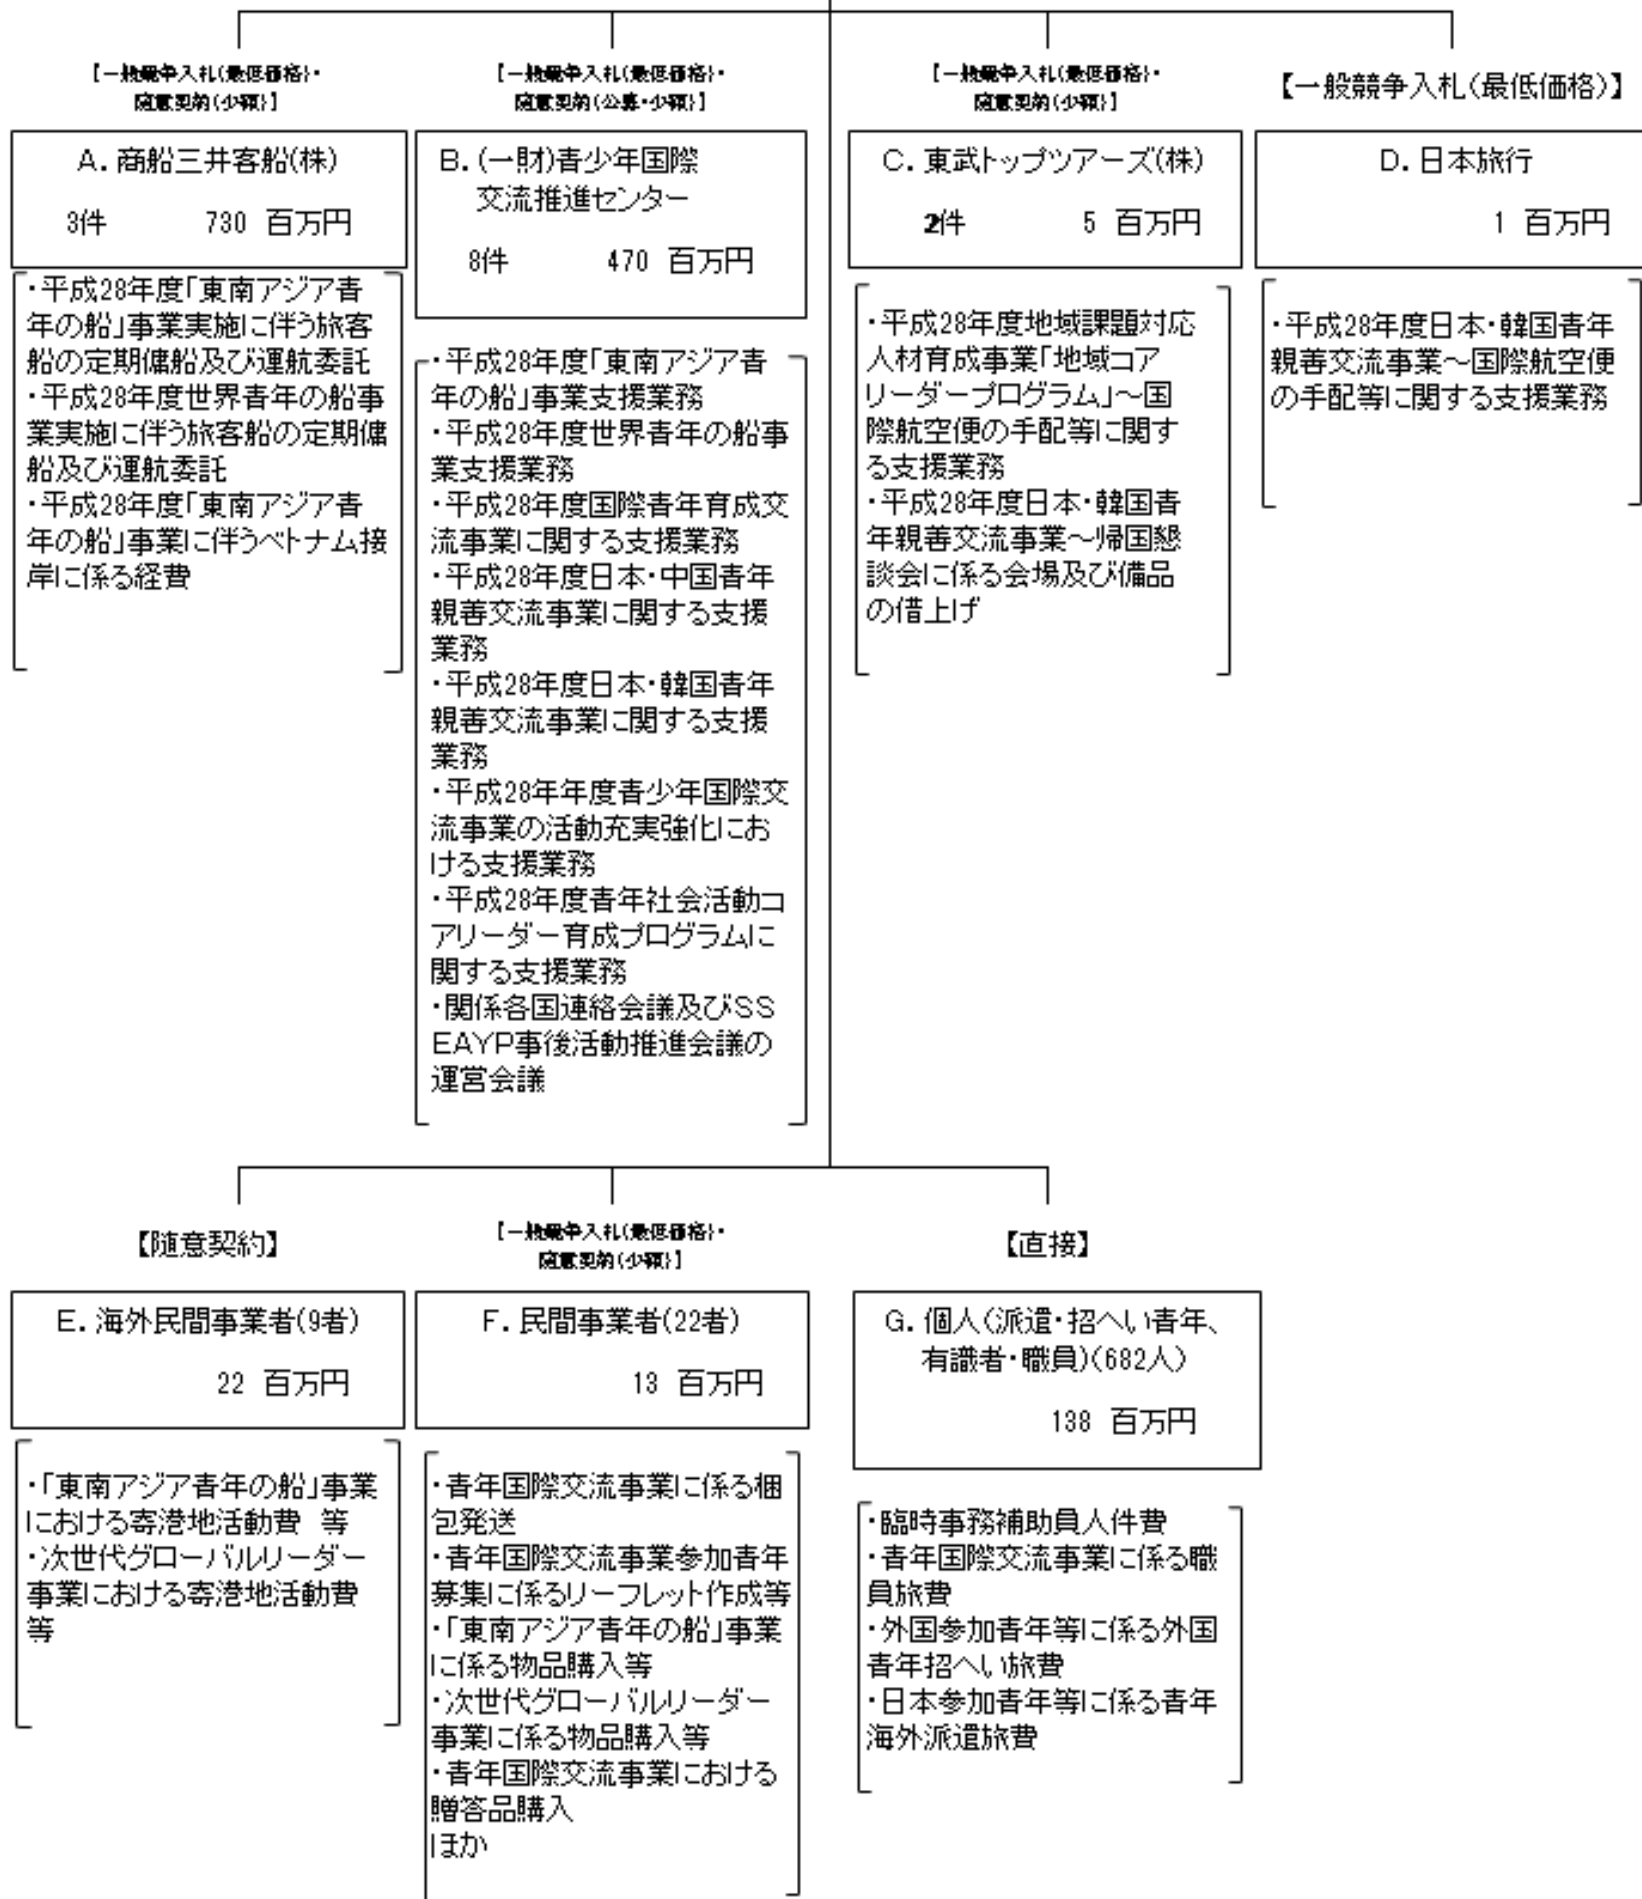 【一般競争入札(最低価格)・
随意契約(少額)】
A. 商船三井客船(株)
3件 730 百万円
・平成28年度「東南アジア青
年の船」事業実施に伴う旅客
船の定期傭船及び運航委託
・平成28年度世界青年の船事
業実施に伴う旅客船の定期傭
船及び運航委託
・平成28年度「東南アジア青
年の船」事業に伴うベトナム接
岸に係る経費
【一般競争入札(最低価格)・
随意契約(公募・少額)】
B. (一財)青少年国際
交流推進センター
8件 470 百万円
・平成28年度「東南アジア青
年の船」事業支援業務
・平成28年度世界青年の船事
業支援業務
・平成28年度国際青年育成交
流事業に関する支援業務
・平成28年度日本・中国青年
親善交流事業に関する支援
業務
・平成28年度日本・韓国青年
親善交流事業に関する支援
業務
・平成28年年度青少年国際交
流事業の活動充実強化にお
ける支援業務
・平成28年度青年社会活動コ
アリーダー育成プログラムに
関する支援業務
・関係各国連絡会議及びSS
EAYP事後活動推進会議の
運営会議
【一般競争入札(最低価格)・
随意契約(少額)】
C. 東武トップツアーズ(株)
2件 5 百万円
・平成28年度地域課題対応
人材育成事業「地域コア
リーダープログラム」～国
際航空便の手配等に関す
る支援業務
・平成28年度日本・韓国青
年親善交流事業～帰国懇
談会に係る会場及び備品
の借上げ
【一般競争入札(最低価格)】
D. 日本旅行
1 百万円
・平成28年度日本・韓国青年
親善交流事業～国際航空便
の手配等に関する支援業務
【随意契約】
E. 海外民間事業者(9者)
22 百万円
・「東南アジア青年の船」事業
における寄港地活動費 等
・次世代グローバルリーダー
事業における寄港地活動費
等
【一般競争入札(最低価格)・
随意契約(少額)】
F. 民間事業者(22者)
13 百万円
・青年国際交流事業に係る梱
包発送
・青年国際交流事業参加青年
募集に係るリーフレット作成等
・「東南アジア青年の船」事業
に係る物品購入等
・次世代グローバルリーダー
事業に係る物品購入等
・青年国際交流事業における
贈答品購入
ほか
【直接】
G. 個人(派遣・招へい青年、
有識者・職員)(682人)
138 百万円
・臨時事務補助員人件費
・青年国際交流事業に係る職
員旅費
・外国参加青年等に係る外国
青年招へい旅費
・日本参加青年等に係る青年
海外派遣旅費